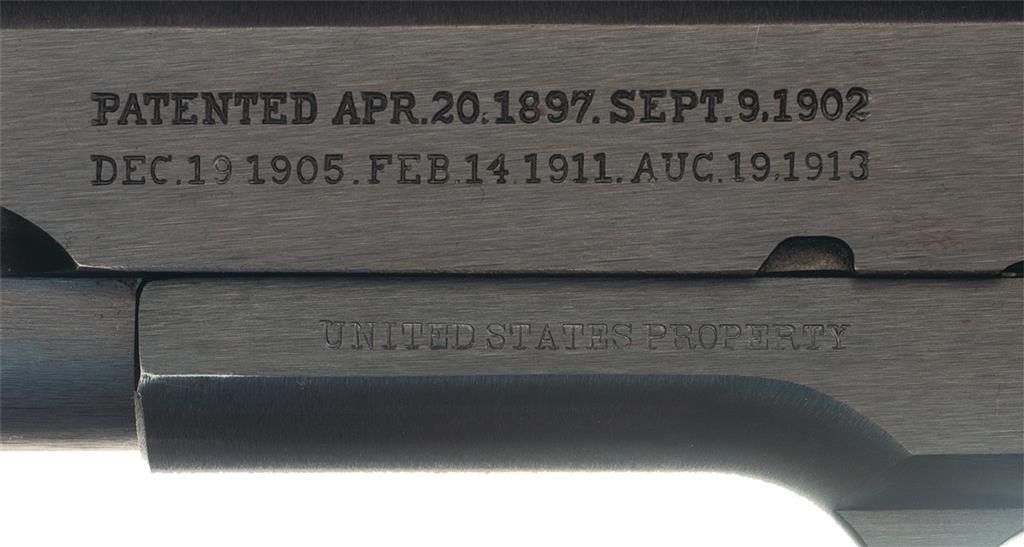 PATENTED APR.20.1897. SEPT.9,1902
DEC.19 1905.FEB.14.1911.AUG.19,1913
UNITED STATES PROPERTY